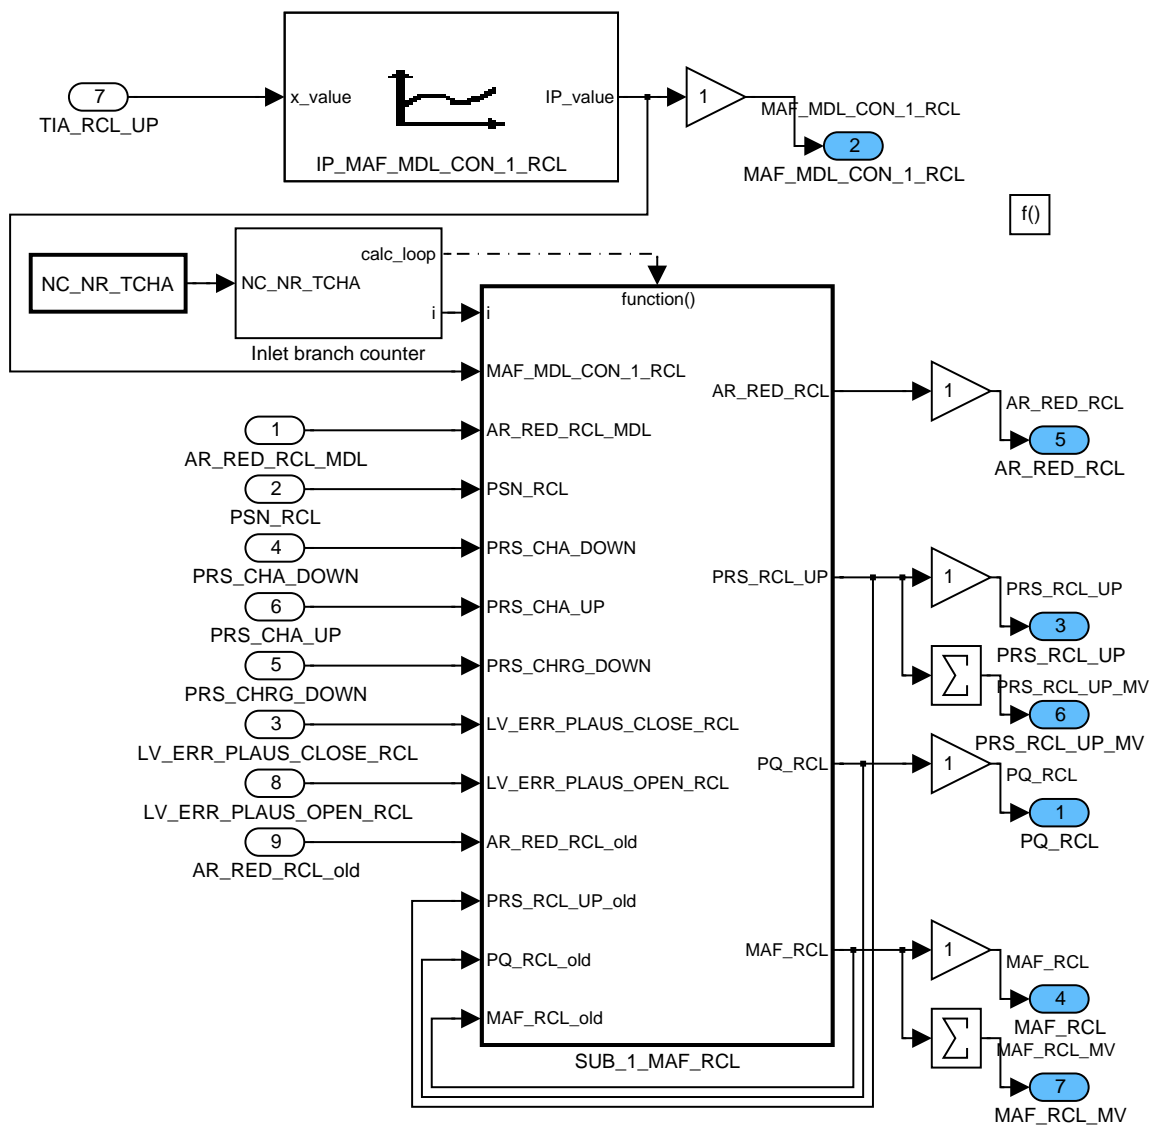 7
TIA_RCL_UP
x_value
IP_value
IP_MAF_MDL_CON_1_RCL
1
MAF_MDL_CON_1_RCL
2
MAF_MDL_CON_1_RCL
f()
NC_NR_TCHA
NC_NR_TCHA
calc_loop
i
Inlet branch counter
function()
i
MAF_MDL_CON_1_RCL
AR_RED_RCL_MDL
PSN_RCL
PRS_CHA_DOWN
PRS_CHA_UP
PRS_CHRG_DOWN
LV_ERR_PLAUS_CLOSE_RCL
LV_ERR_PLAUS_OPEN_RCL
AR_RED_RCL_old
PRS_RCL_UP_old
PQ_RCL_old
MAF_RCL_old
AR_RED_RCL
PRS_RCL_UP
PQ_RCL
MAF_RCL
SUB_1_MAF_RCL
1
AR_RED_RCL_MDL
2
PSN_RCL
4
PRS_CHA_DOWN
6
PRS_CHA_UP
5
PRS_CHRG_DOWN
3
LV_ERR_PLAUS_CLOSE_RCL
8
LV_ERR_PLAUS_OPEN_RCL
9
AR_RED_RCL_old
1
AR_RED_RCL
5
AR_RED_RCL
1
PRS_RCL_UP
3
PRS_RCL_UP
Σ
PRS_RCL_UP_MV
6
PRS_RCL_UP_MV
1
PQ_RCL
1
PQ_RCL
1
MAF_RCL
4
MAF_RCL
Σ
MAF_RCL_MV
7
MAF_RCL_MV